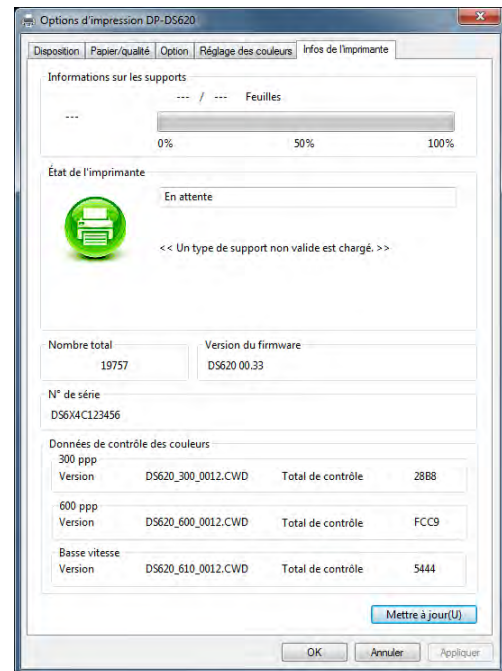 Options d'impression DP-DS620
Disposition Papier/qualité Option Réglage des couleurs Infos de l'imprimante
Informations sur les supports
--- / --- Feuilles
---
0% 50% 100%
État de l'imprimante
En attente
<< Un type de support non valide est chargé. >>
Nombre total Version du firmware
19757 DS620 00.33
N° de série
DS6X4C123456
Données de contrôle des couleurs
300 ppp
Version DS620_300_0012.CWD Total de contrôle 28B8
600 ppp
Version DS620_600_0012.CWD Total de contrôle FCC9
Basse vitesse
Version DS620_610_0012.CWD Total de contrôle 5444
Mettre à jour(U)
OK Annuler Appliquer